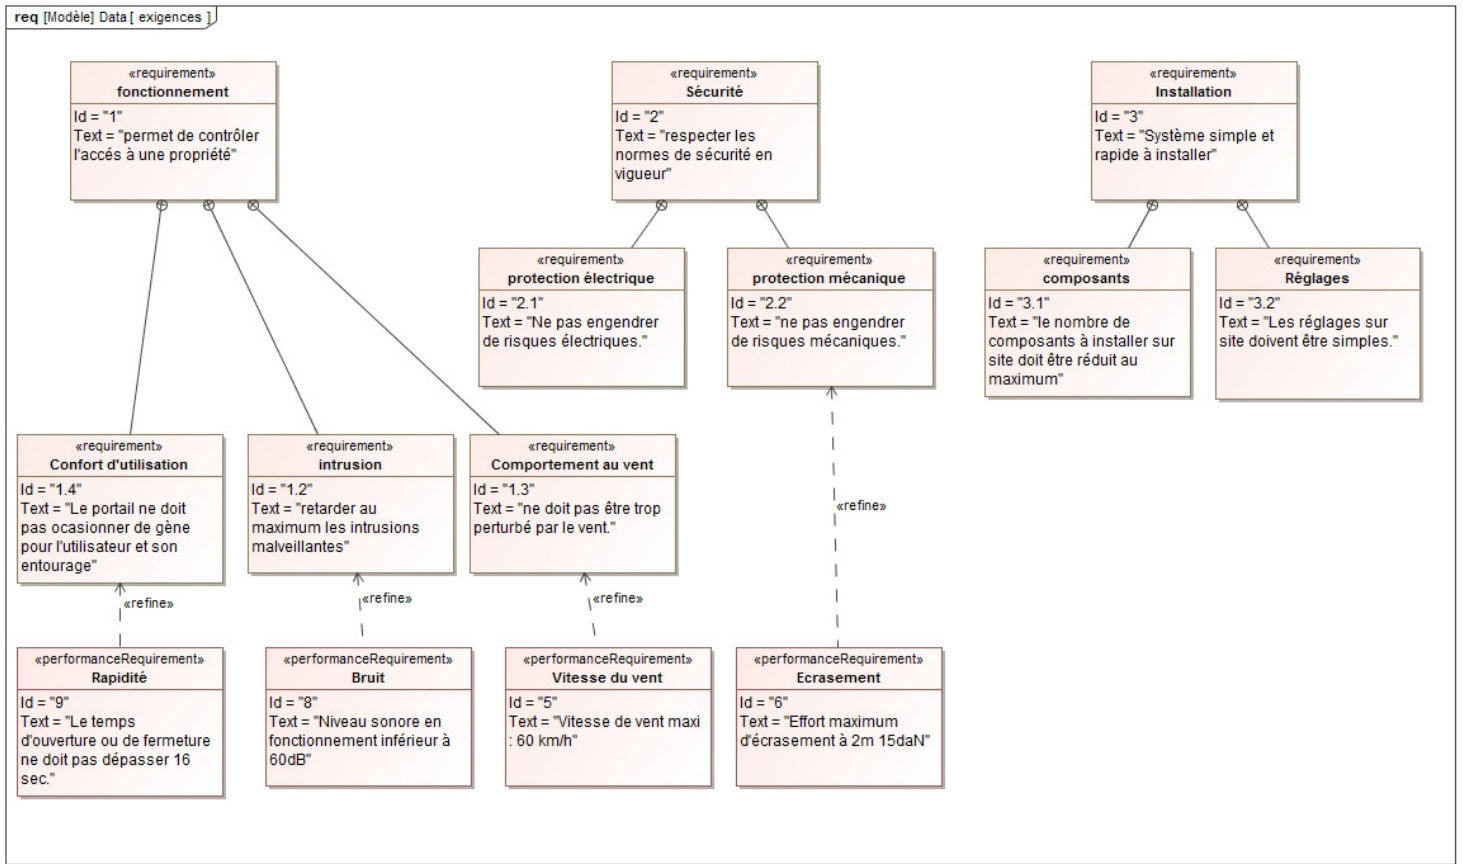 req [Modèle] Data [ exigences ]
«requirement»
fonctionnement
Id = "1"
Text = "permet de contrôler
l'accés à une propriété"
«requirement»
Sécurité
Id = "2"
Text = "respecter les
normes de sécurité en
vigueur"
«requirement»
Installation
Id = "3"
Text = "Système simple et
rapide à installer"
«requirement»
protection électrique
Id = "2.1"
Text = "Ne pas engendrer
de risques électriques."
«requirement»
protection mécanique
Id = "2.2"
Text = "ne pas engendrer
de risques mécaniques."
«requirement»
composants
Id = "3.1"
Text = "le nombre de
composants à installer sur
site doit être réduit au
maximum"
«requirement»
Réglages
Id = "3.2"
Text = "Les réglages sur
site doivent être simples."
«requirement»
Confort d'utilisation
Id = "1.4"
Text = "Le portail ne doit
pas ocasionner de gène
pour l'utilisateur et son
entourage"
«requirement»
intrusion
Id = "1.2"
Text = "retarder au
maximum les intrusions
malveillantes"
«requirement»
Comportement au vent
Id = "1.3"
Text = "ne doit pas être trop
perturbé par le vent."
«refine»
«refine»
«refine»
«refine»
«performanceRequirement»
Rapidité
Id = "9"
Text = "Le temps
d'ouverture ou de fermeture
ne doit pas dépasser 16
sec."
«performanceRequirement»
Bruit
Id = "8"
Text = "Niveau sonore en
fonctionnement inférieur à
60dB"
«performanceRequirement»
Vitesse du vent
Id = "5"
Text = "Vitesse de vent maxi
: 60 km/h"
«performanceRequirement»
Ecrasement
Id = "6"
Text = "Effort maximum
d'écrasement à 2m 15daN"